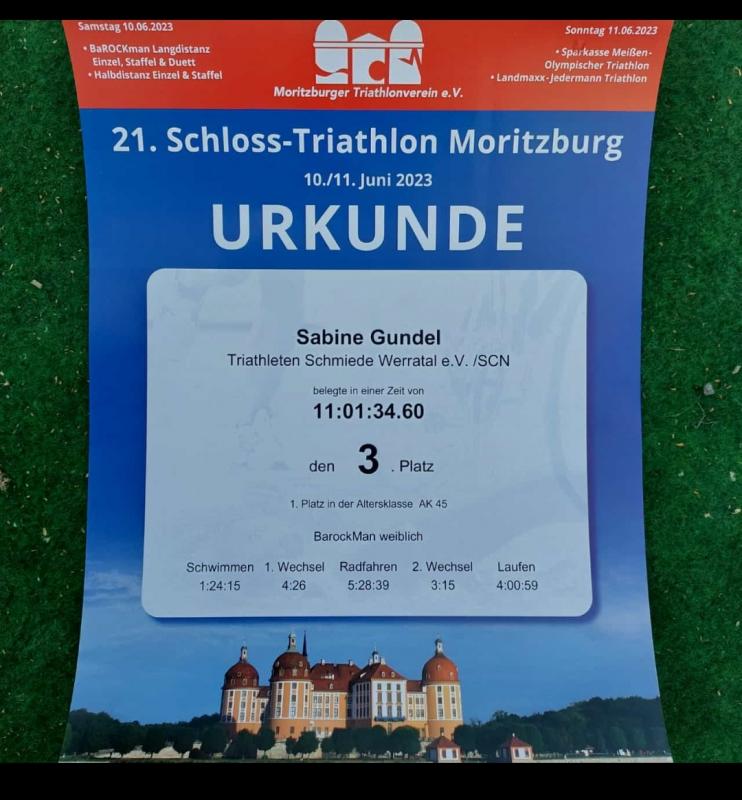 Samstag 10.06.2023
• BaROCKman Langdistanz
Einzel, Staffel & Duett
• Halbdistanz Einzel & Staffel
Moritzburger Triathlonverein e.V.
Sonntag 11.06.2023
• Sparkasse Meißen-
Olympischer Triathlon
• Landmaxx-Jedermann Triathlon
21. Schloss-Triathlon Moritzburg
10./11. Juni 2023
URKUNDE
Sabine Gundel
Triathleten Schmiede Werratal e.V. /SCN
belegte in einer Zeit von
11:01:34.60
den 3 . Platz
1. Platz in der Altersklasse AK 45
BarockMan weiblich
Schwimmen 1. Wechsel Radfahren 2. Wechsel Laufen
1:24:15 4:26 5:28:39 3:15 4:00:59